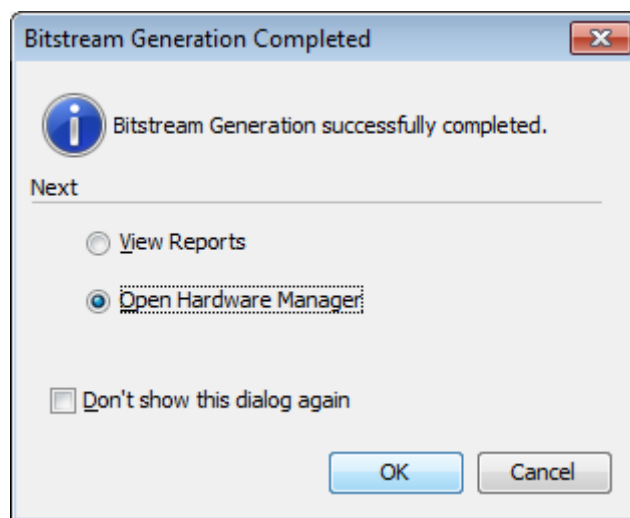 Bitstream Generation Completed
Bitstream Generation successfully completed.
Next
View Reports
Open Hardware Manager
Don't show this dialog again
OK Cancel